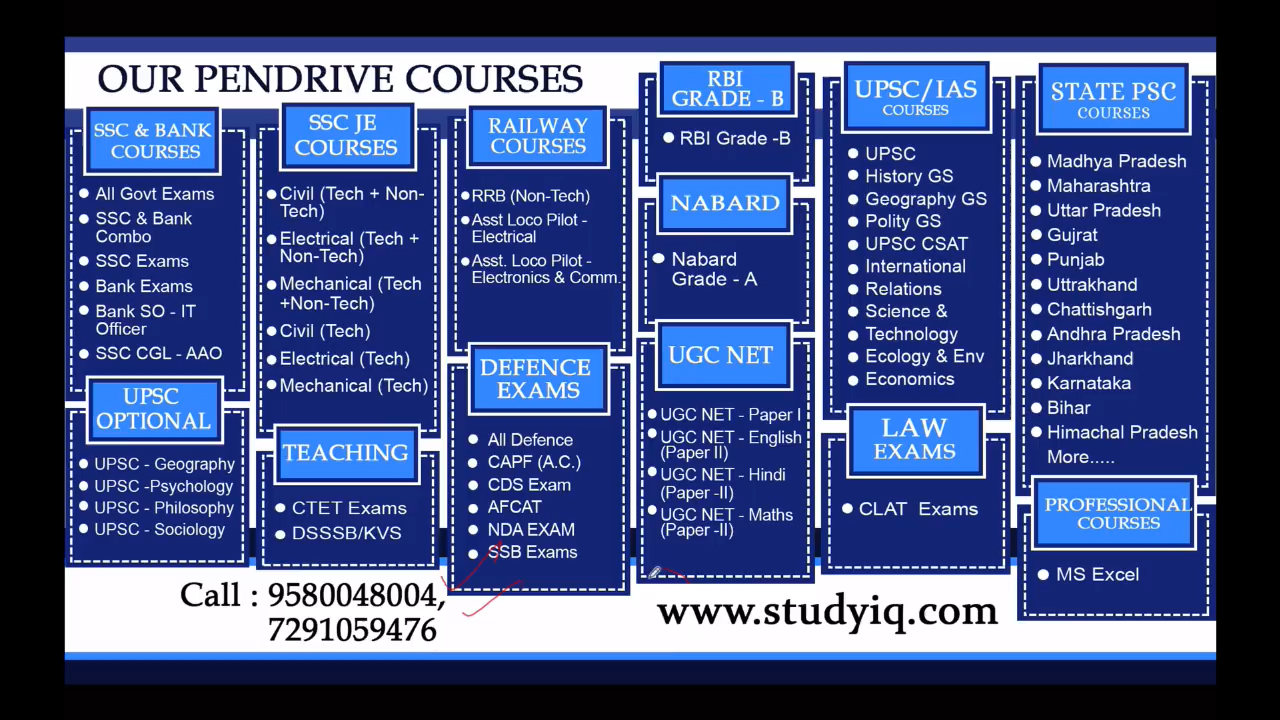 OUR PENDRIVE COURSES
SSC & BANK
COURSES
All Govt Exams
SSC & Bank
Combo
SSC Exams
Bank Exams
Bank SO - IT
Officer
SSC CGL - AAO
UPSC
OPTIONAL
UPSC - Geography
UPSC -Psychology
UPSC - Philosophy
UPSC - Sociology
SSC JE
COURSES
Civil (Tech + Non-
Tech)
Electrical (Tech +
Non-Tech)
Mechanical (Tech
+Non-Tech)
Civil (Tech)
Electrical (Tech)
Mechanical (Tech)
TEACHING
CTET Exams
DSSSB/KVS
RAILWAY
COURSES
RRB (Non-Tech)
Asst Loco Pilot -
Electrical
Asst. Loco Pilot -
Electronics & Comm.
DEFENCE
EXAMS
All Defence
CAPF (A.C.)
CDS Exam
AFCAT
NDA EXAM
SSB Exams
RBI
GRADE - B
RBI Grade -B
NABARD
Nabard
Grade - A
UGC NET
UGC NET - Paper I
UGC NET - English
(Paper II)
UGC NET - Hindi
(Paper -II)
UGC NET - Maths
(Paper -II)
UPSC/IAS
COURSES
UPSC
History GS
Geography GS
Polity GS
UPSC CSAT
International
Relations
Science &
Technology
Ecology & Env
Economics
LAW
EXAMS
CLAT Exams
STATE PSC
COURSES
Madhya Pradesh
Maharashtra
Uttar Pradesh
Gujrat
Punjab
Uttrakhand
Chattishgarh
Andhra Pradesh
Jharkhand
Karnataka
Bihar
Himachal Pradesh
More.....
PROFESSIONAL
COURSES
MS Excel
Call : 9580048004,
7291059476
www.studyiq.com